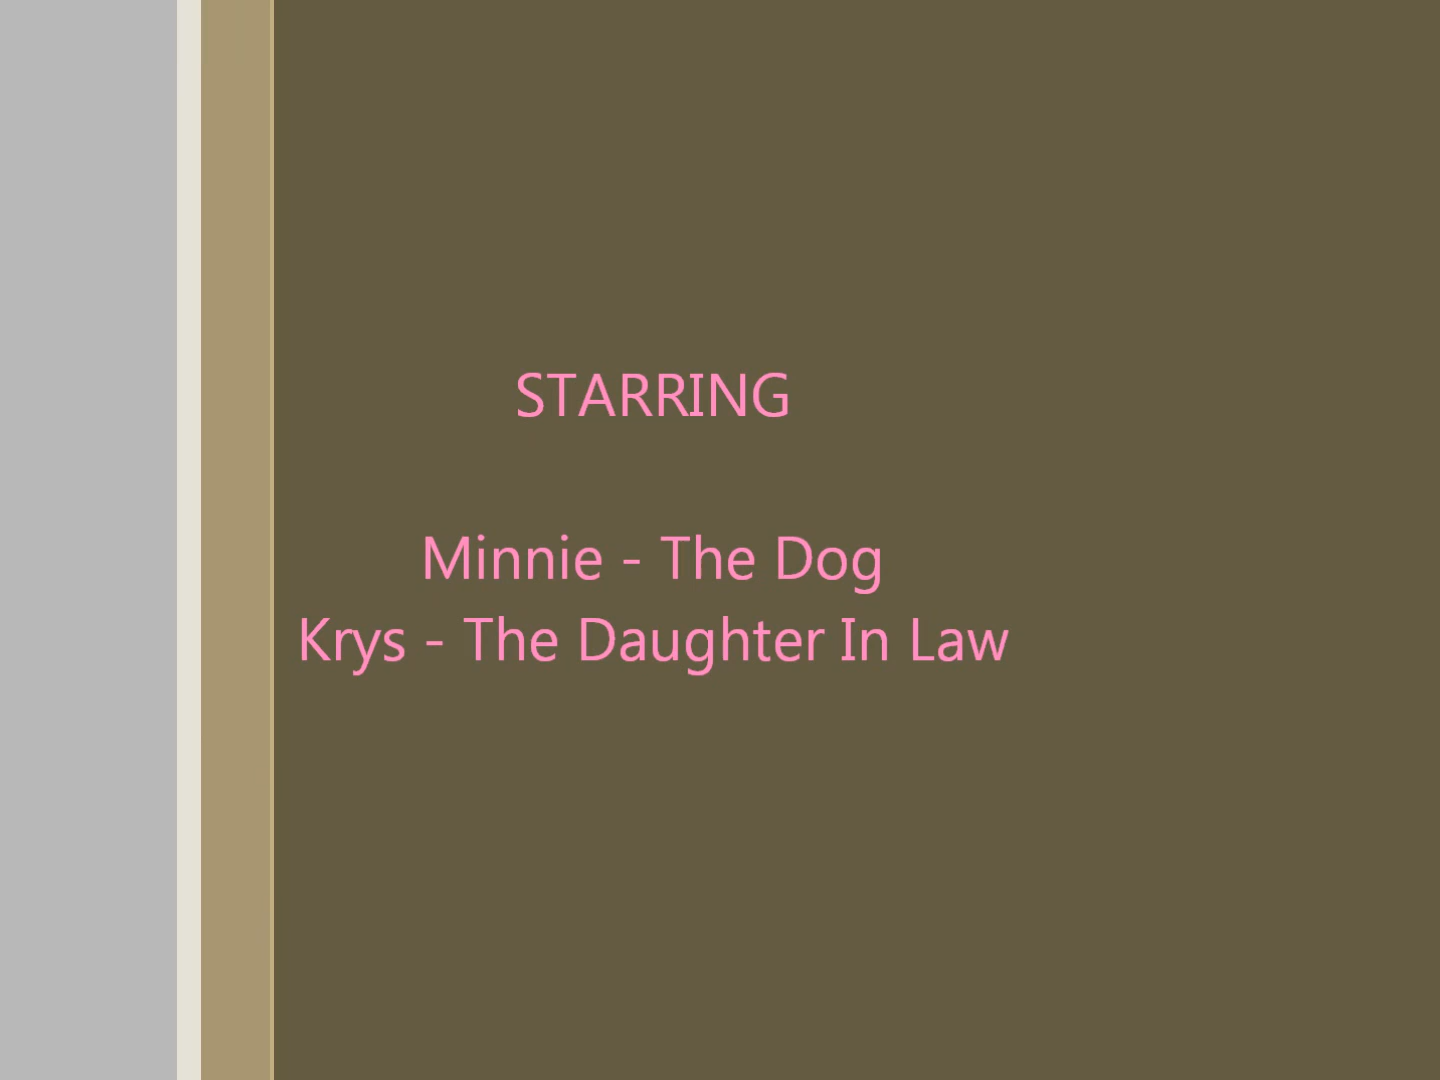 STARRING
Minnie - The Dog
Krys - The Daughter In Law